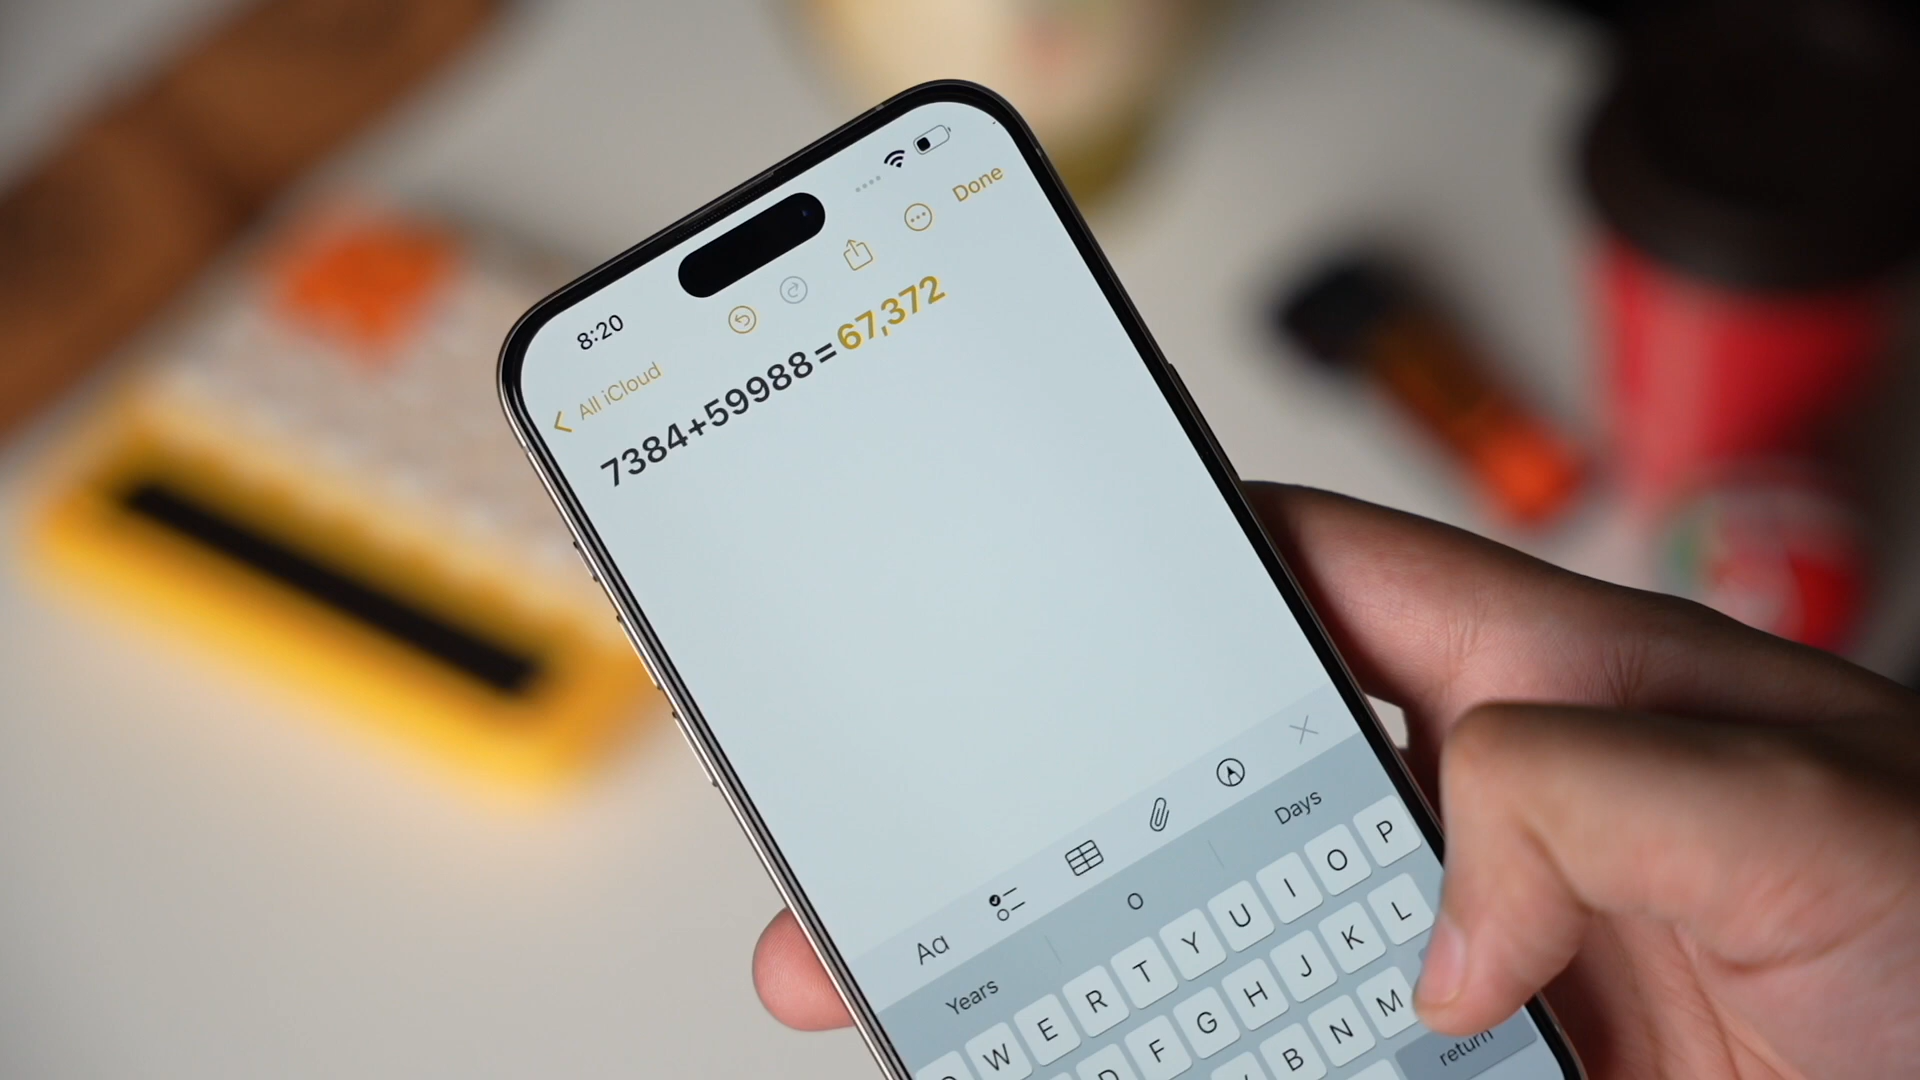 8:20
All iCloud
Done
7384+59988=67,372
Aa
Years
O
Days
W E R T Y U I O P
D F G H J K L
B N M
return